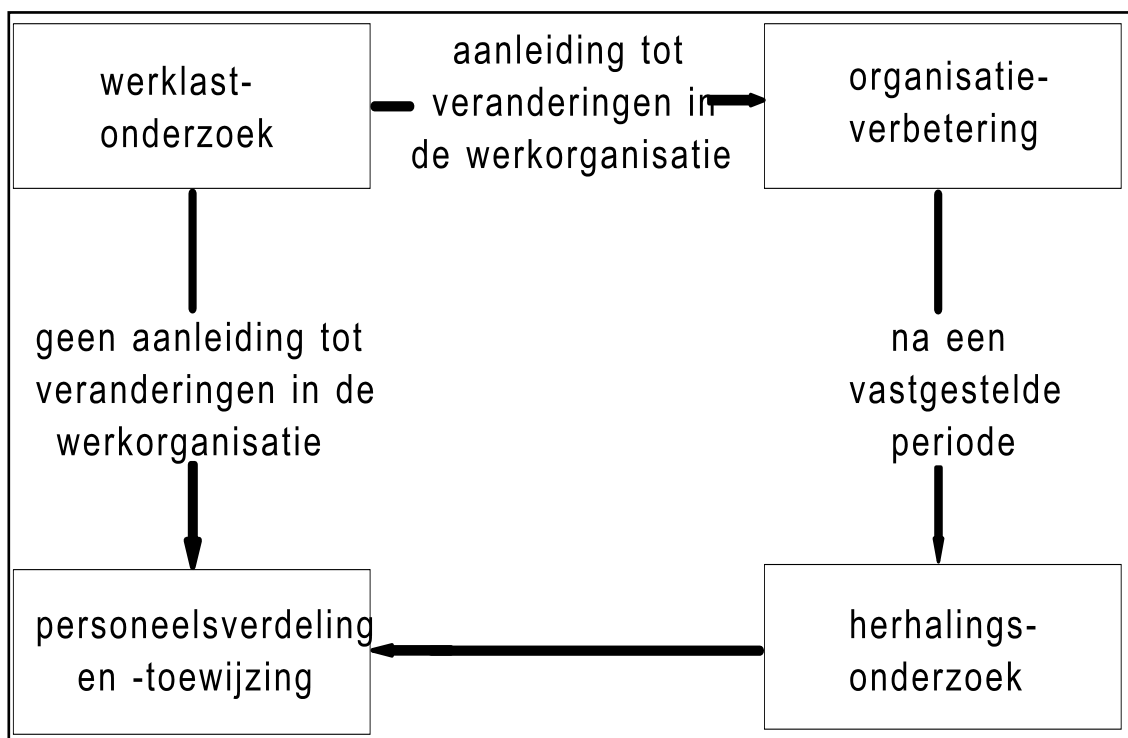 werklast-
onderzoek
aanleiding tot
veranderingen in
de werkorganisatie
organisatie-
verbetering
geen aanleiding tot
veranderingen in de
werkorganisatie
na een
vastgestelde
periode
personeelsverdeling
en -toewijzing
herhalings-
onderzoek